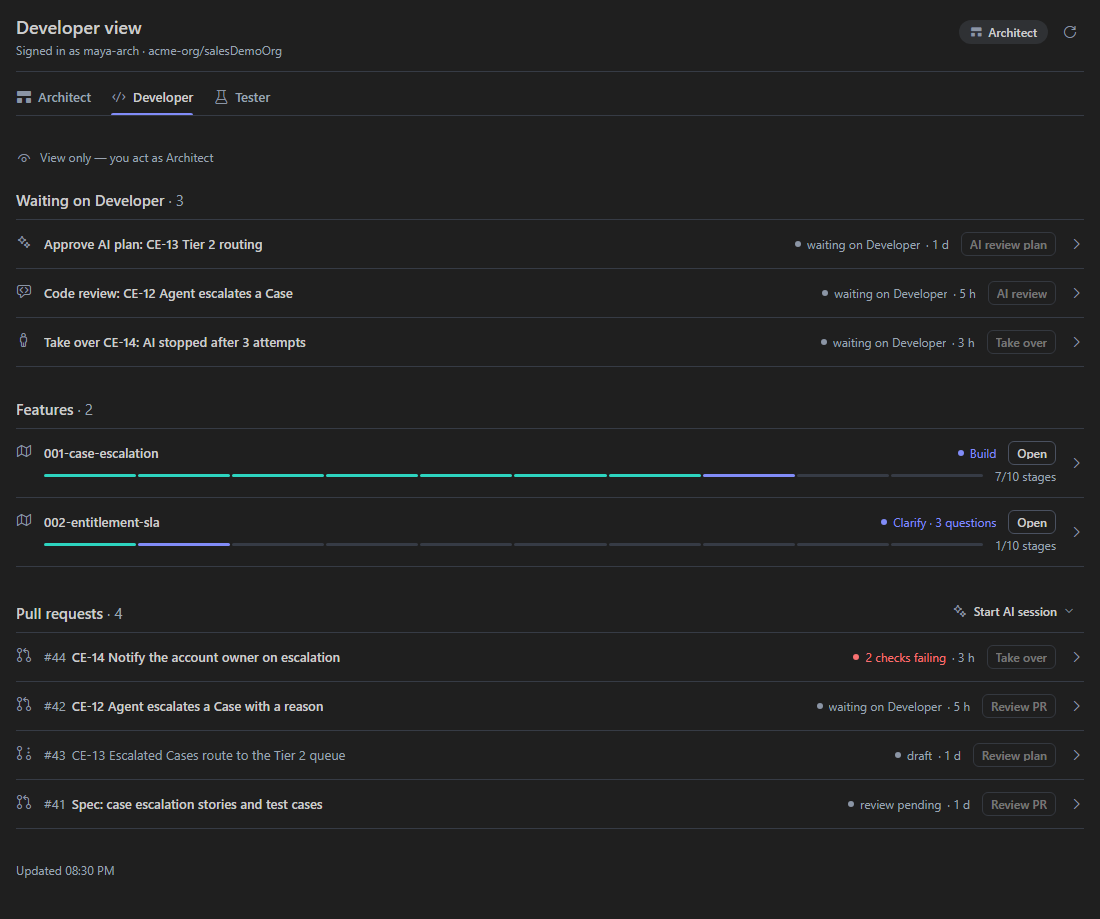 Developer view
Architect
Signed in as maya-arch · acme-org/salesDemoOrg
Architect
Developer
Tester
View only — you act as Architect
Waiting on Developer · 3
Approve AI plan: CE-13 Tier 2 routing
waiting on Developer · 1 d
AI review plan
Code review: CE-12 Agent escalates a Case
waiting on Developer · 5 h
AI review
Take over CE-14: AI stopped after 3 attempts
waiting on Developer · 3 h
Take over
Features · 2
001-case-escalation
Build
Open
7/10 stages
002-entitlement-sla
Clarify · 3 questions
Open
1/10 stages
Pull requests · 4
Start AI session
#44 CE-14 Notify the account owner on escalation
2 checks failing · 3 h
Take over
#42 CE-12 Agent escalates a Case with a reason
waiting on Developer · 5 h
Review PR
#43 CE-13 Escalated Cases route to the Tier 2 queue
draft · 1 d
Review plan
#41 Spec: case escalation stories and test cases
review pending · 1 d
Review PR
Updated 08:30 PM